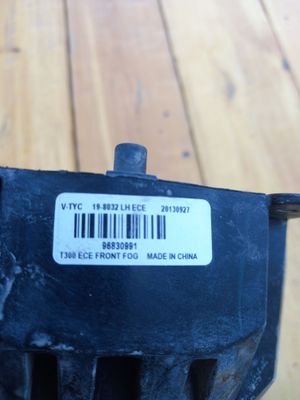 V-TYC 19-8032 LH ECE 20130927
96830991
T300 ECE FRONT FOG MADE IN CHINA